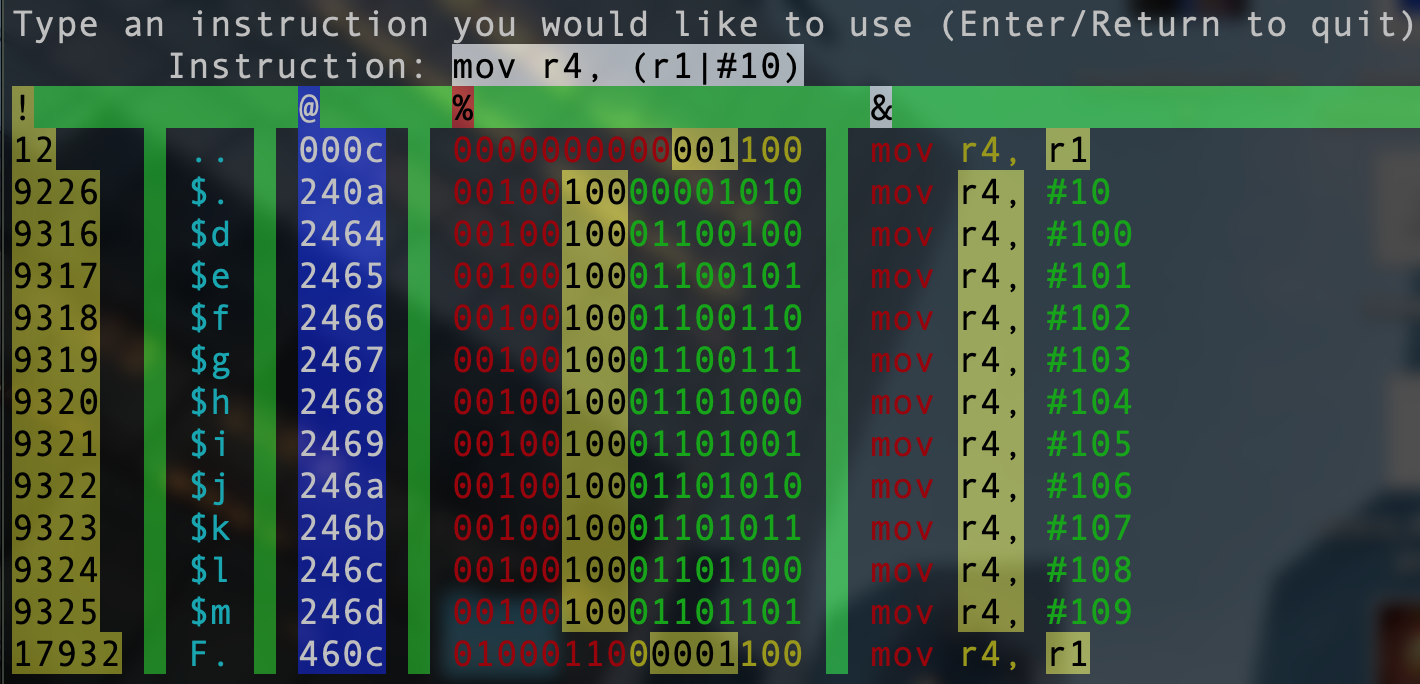 Type an instruction you would like to use (Enter/Return to quit)
Instruction: mov r4, (r1|#10)
! @ % &
12 .. 000c 0000000000001100 mov r4, r1
9226 $. 240a 0010010000001010 mov r4, #10
9316 $d 2464 0010010001100100 mov r4, #100
9317 $e 2465 0010010001100101 mov r4, #101
9318 $f 2466 0010010001100110 mov r4, #102
9319 $g 2467 0010010001100111 mov r4, #103
9320 $h 2468 0010010001101000 mov r4, #104
9321 $i 2469 0010010001101001 mov r4, #105
9322 $j 246a 0010010001101010 mov r4, #106
9323 $k 246b 0010010001101011 mov r4, #107
9324 $l 246c 0010010001101100 mov r4, #108
9325 $m 246d 0010010001101101 mov r4, #109
17932 F. 460c 0100011000001100 mov r4, r1